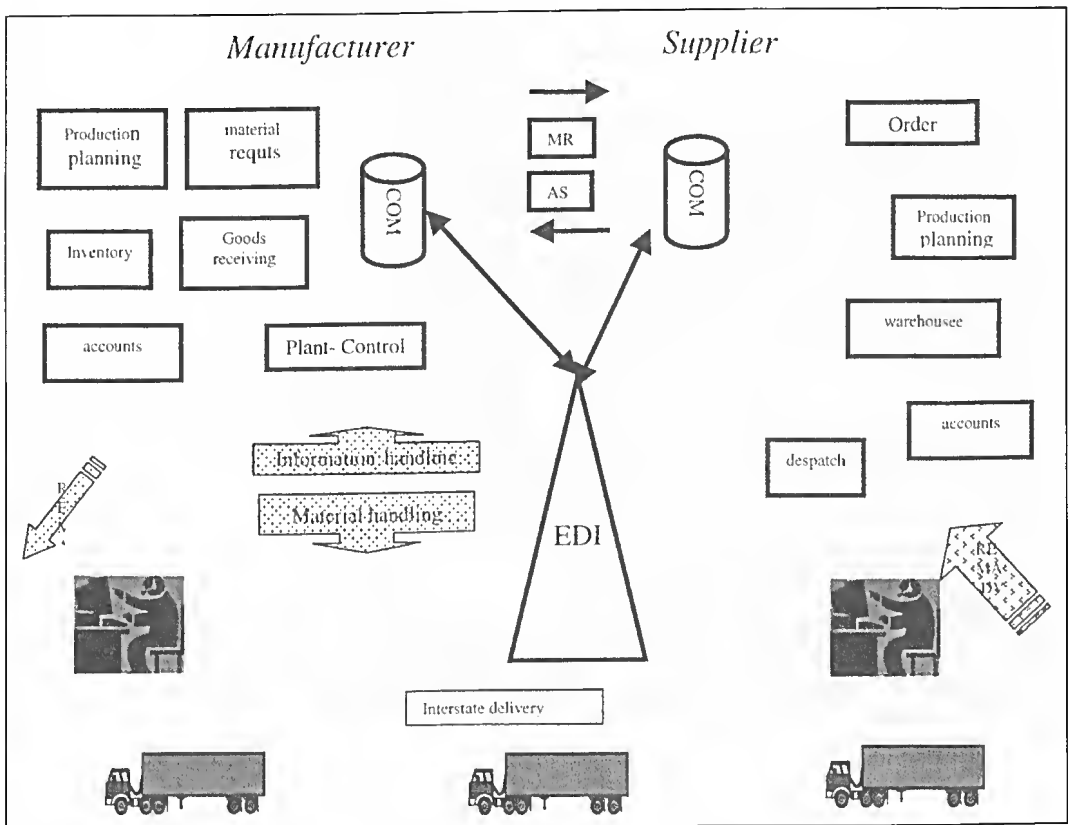 Manufacturer
Supplier
Production
planning
material
requts
COM
MR
AS
COM
Order
Inventory
Goods
receiving
Production
planning
accounts
Plant- Control
warehousee
accounts
Information handling
Material handling
despatch
EDI
Interstate delivery